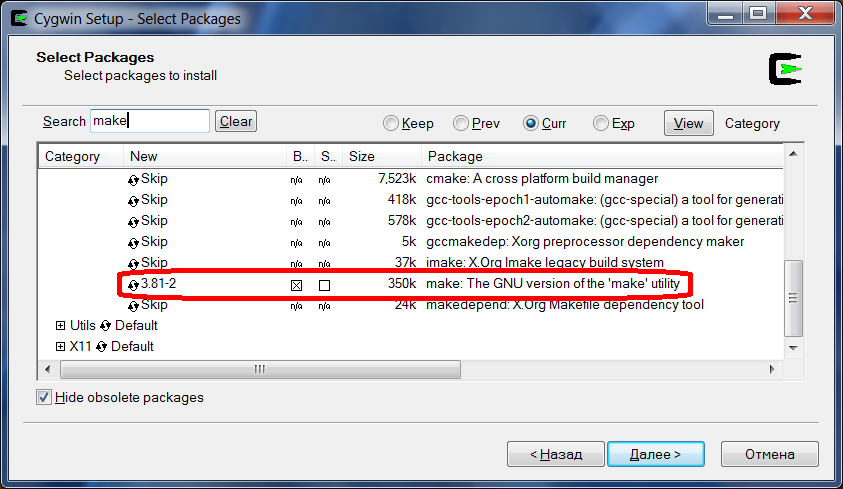 Cygwin Setup - Select Packages
Select Packages
Select packages to install
Search make Clear Keep Prev Curr Exp View Category
Category New B.. S.. Size Package
Skip n/a n/a 7,523k cmake: A cross platform build manager
Skip n/a n/a 418k gcc-tools-epoch1-automake: (gcc-special) a tool for generati
Skip n/a n/a 578k gcc-tools-epoch2-automake: (gcc-special) a tool for generati
Skip n/a n/a 5k gccmakedep: Xorg preprocessor dependency maker
Skip n/a n/a 37k imake: X.Org Imake legacy build system
3.81-2 350k make: The GNU version of the 'make' utility
Skip n/a n/a 24k makedepend: X.Org Makefile dependency tool
Utils Default
X11 Default
Hide obsolete packages
< Назад Далее > Отмена